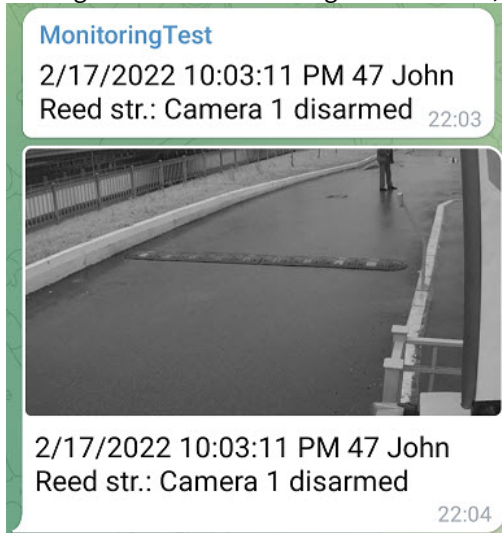 MonitoringTest
2/17/2022 10:03:11 PM 47 John
Reed str.: Camera 1 disarmed 22:03
2/17/2022 10:03:11 PM 47 John
Reed str.: Camera 1 disarmed
22:04